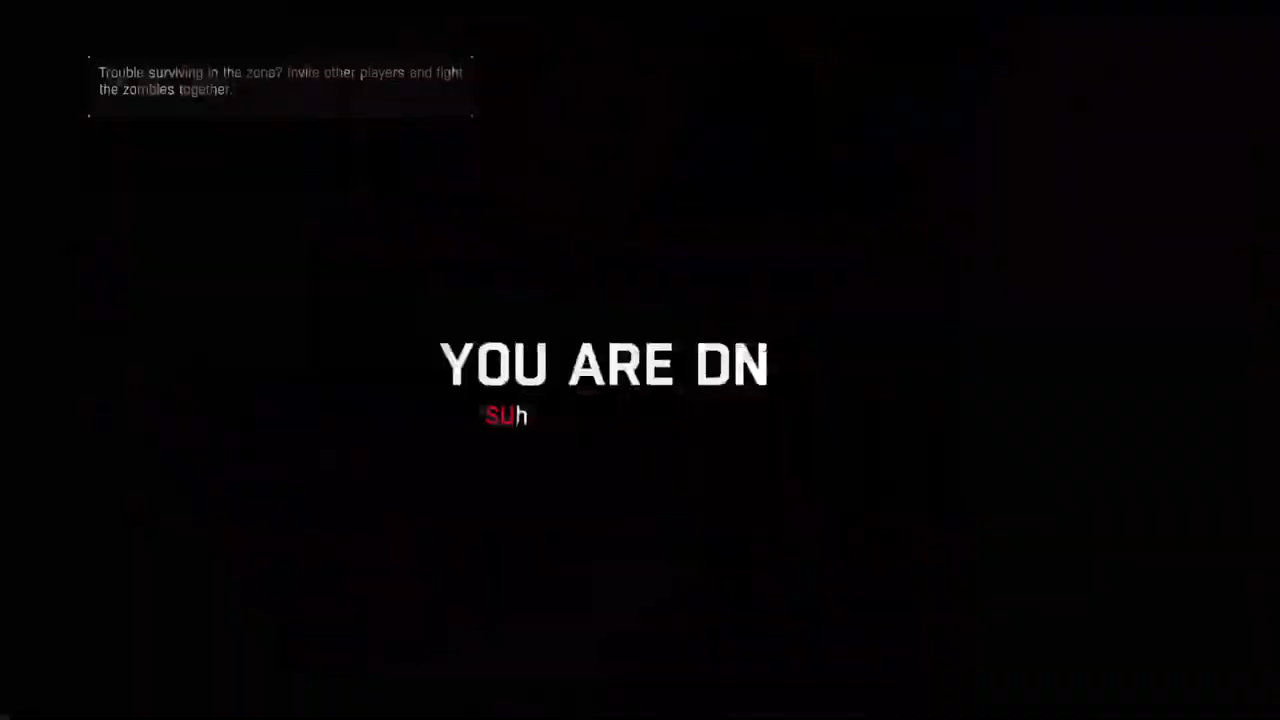 Trouble surviving in the zone? Invite other players and fight
the zombies together.
YOU ARE DN
SUh